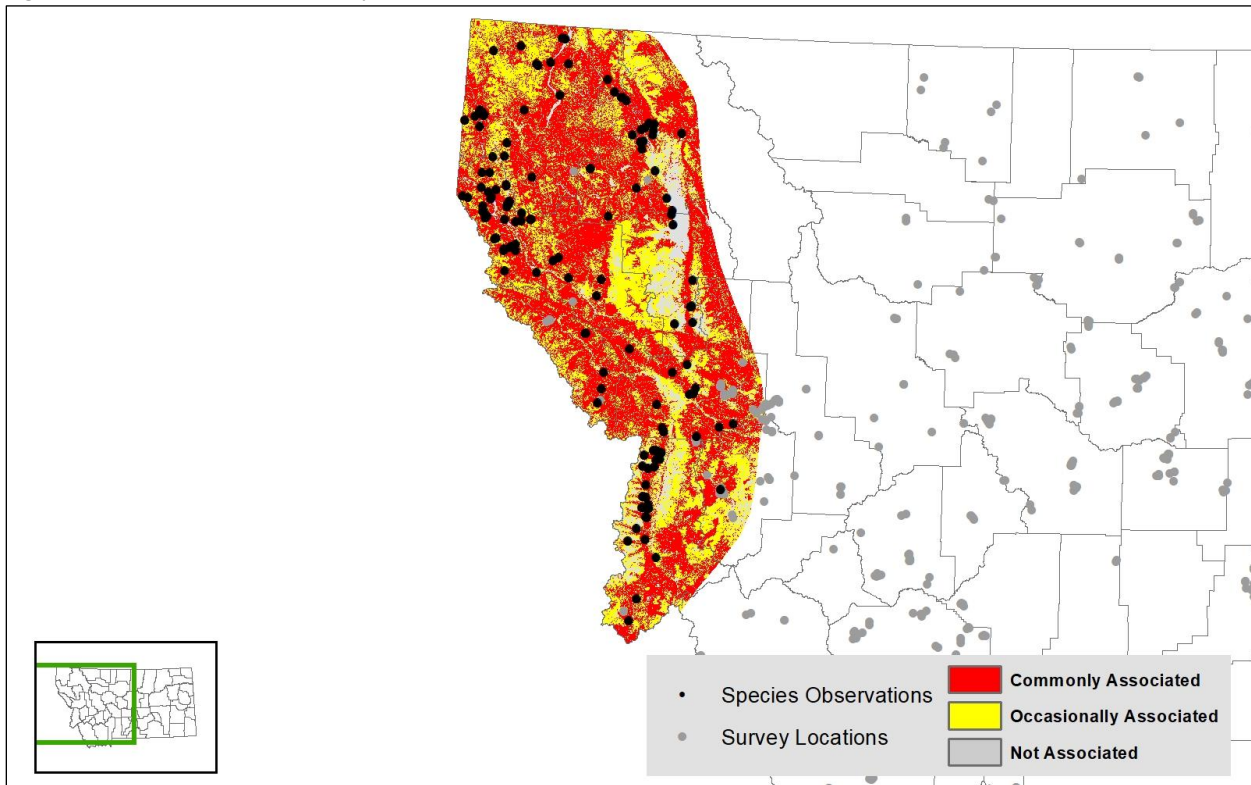 Species Observations
Survey Locations
Commonly Associated
Occasionally Associated
Not Associated